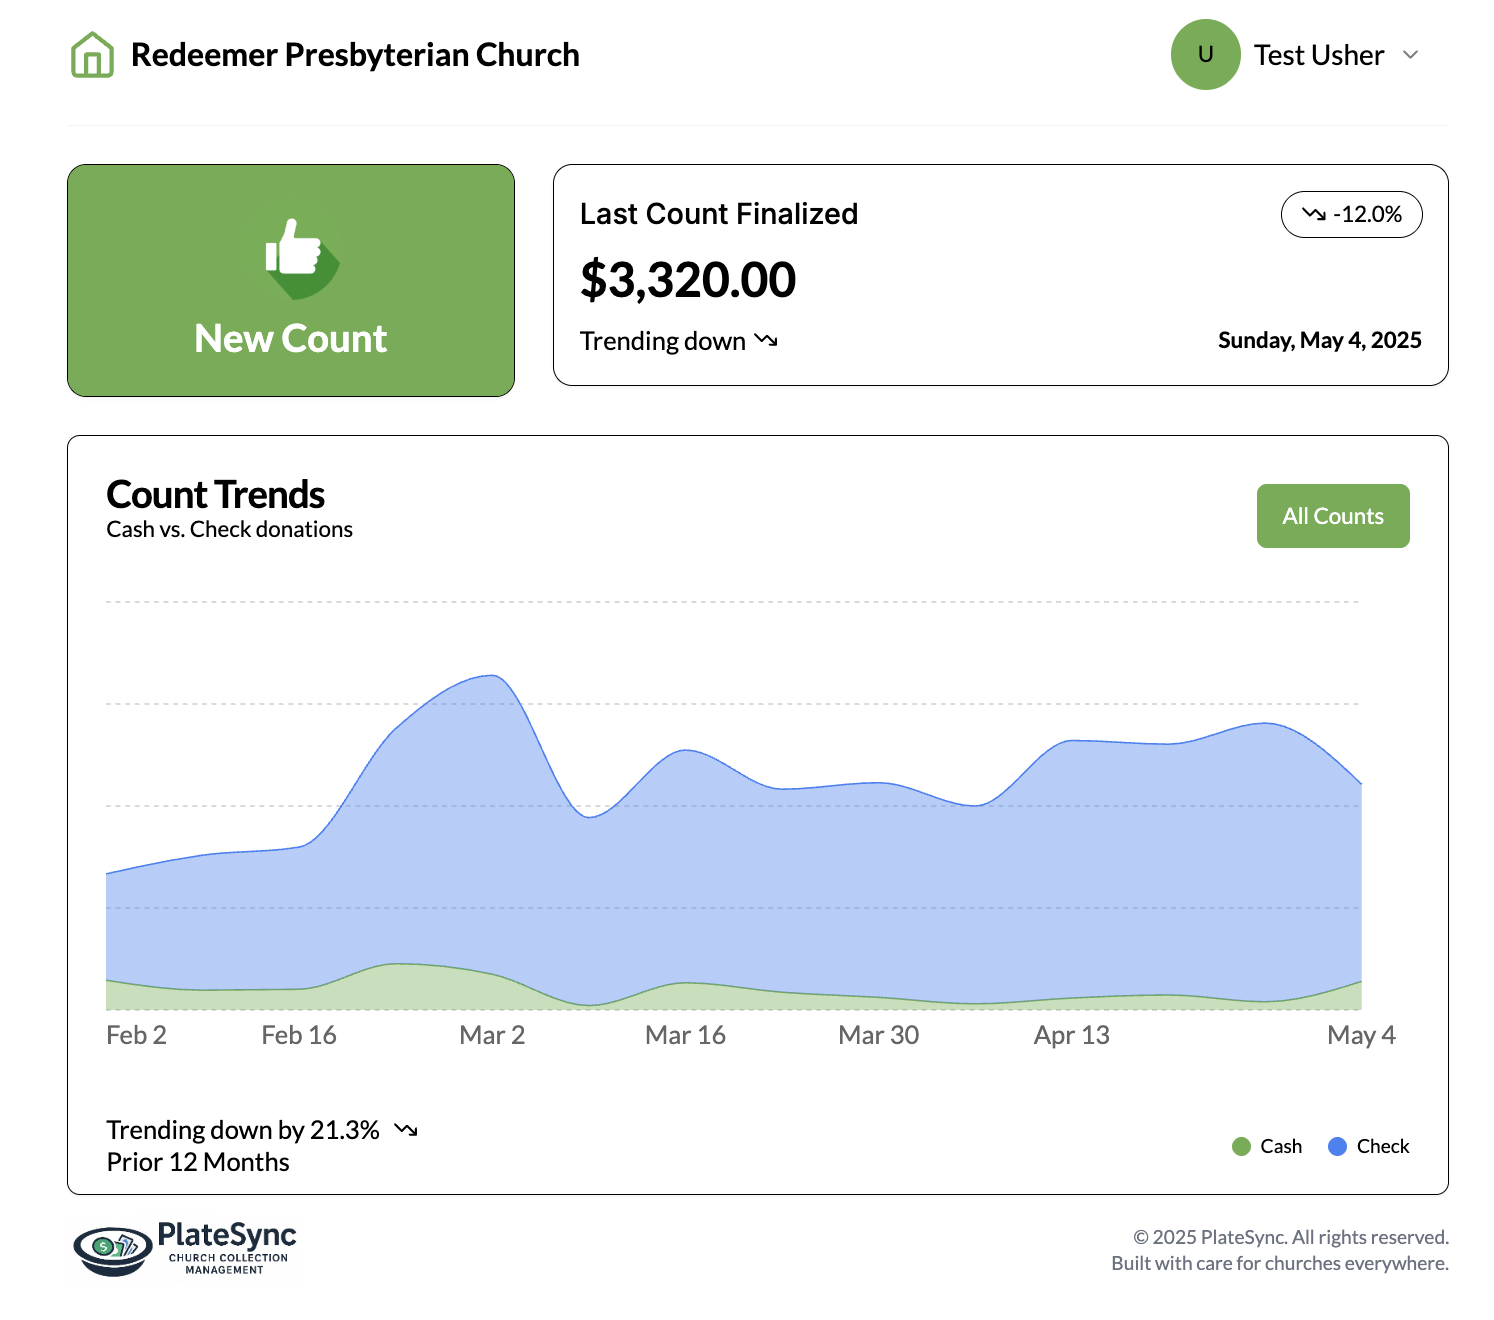 Redeemer Presbyterian Church
U
Test Usher
New Count
Last Count Finalized
-12.0%
$3,320.00
Trending down
Sunday, May 4, 2025
Count Trends
Cash vs. Check donations
All Counts
Feb 2
Feb 16
Mar 2
Mar 16
Mar 30
Apr 13
May 4
Trending down by 21.3%
Prior 12 Months
Cash
Check
$
PlateSync
CHURCH COLLECTION
MANAGEMENT
© 2025 PlateSync. All rights reserved.
Built with care for churches everywhere.